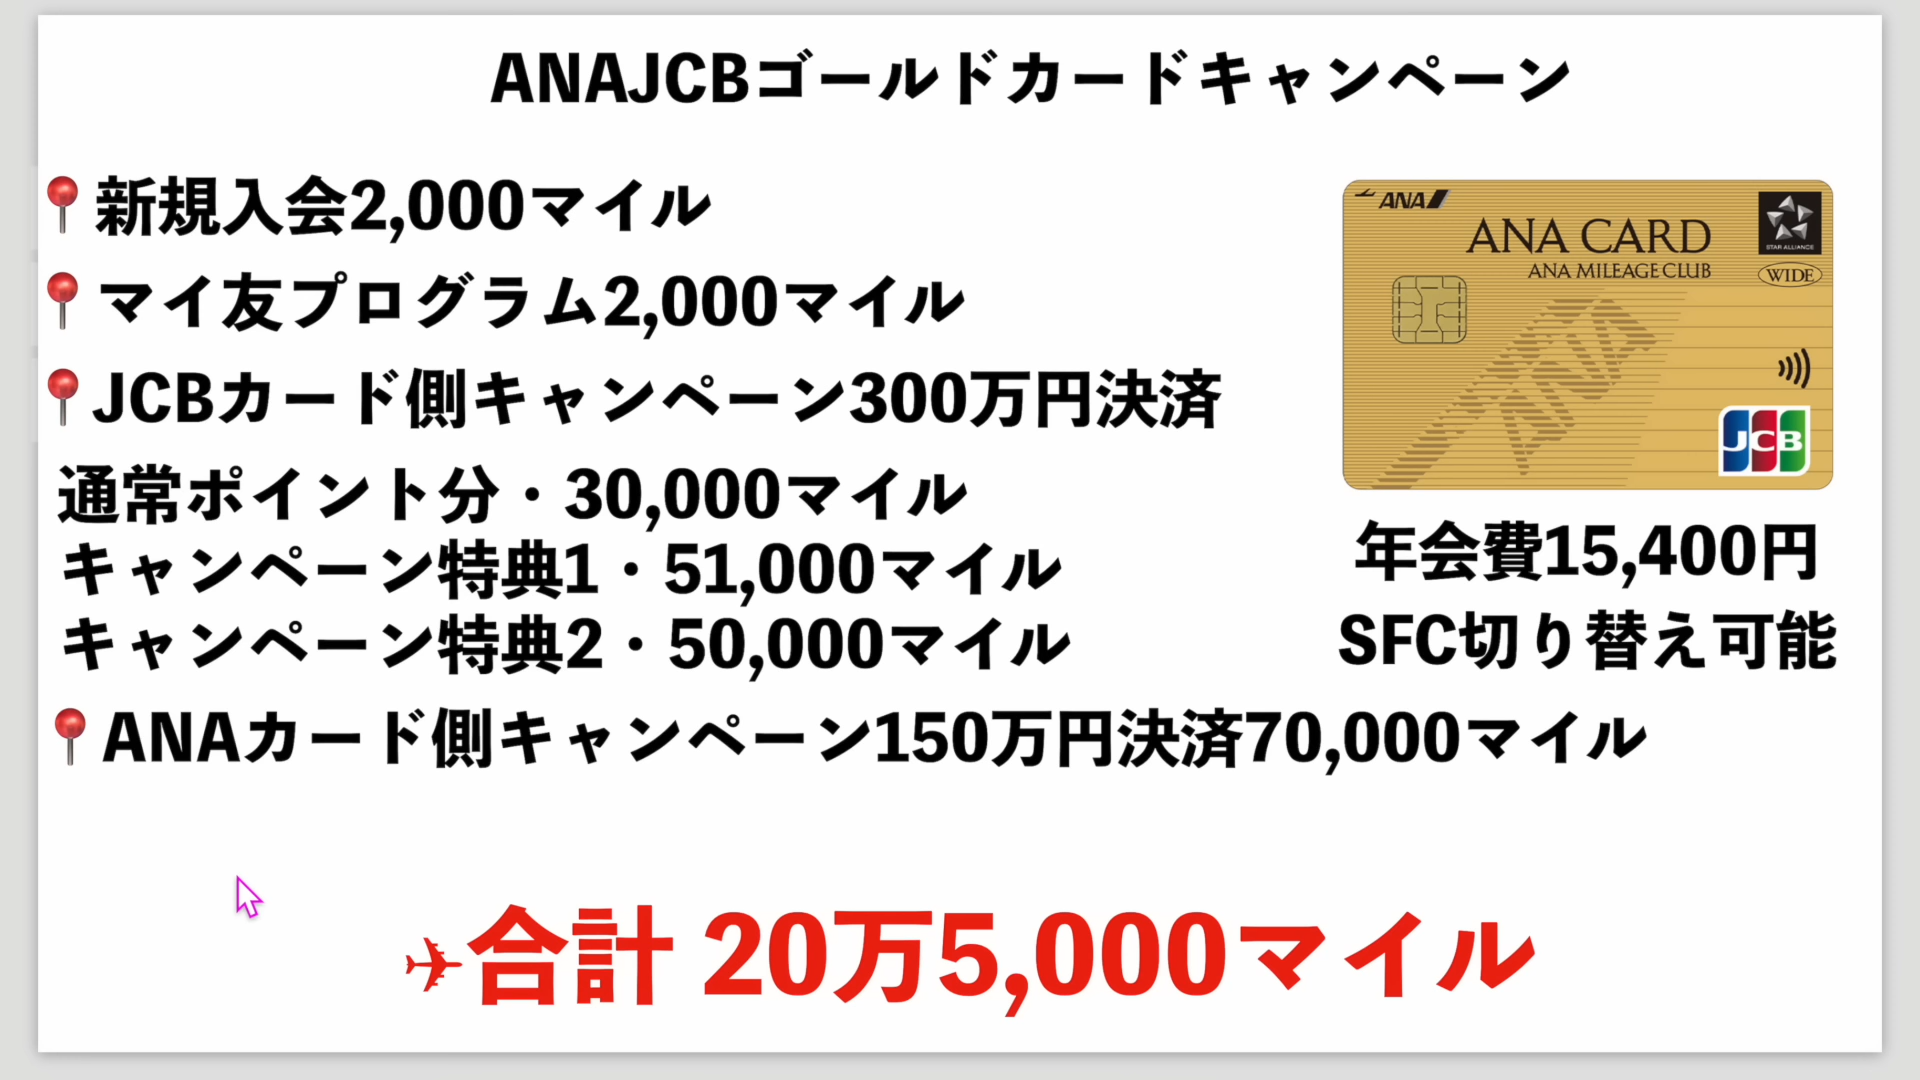 ANAJCBゴールドカードキャンペーン
📍新規入会2,000マイル
📍マイ友プログラム2,000マイル
📍JCBカード側キャンペーン300万円決済
通常ポイント分・30,000マイル
キャンペーン特典1・51,000マイル
キャンペーン特典2・50,000マイル
📍ANAカード側キャンペーン150万円決済70,000マイル
ANA
ANA CARD
ANA MILEAGE CLUB
STAR ALLIANCE
WIDE
ANA
JCB
年会費15,400円
SFC切り替え可能
✈合計 20万5,000マイル